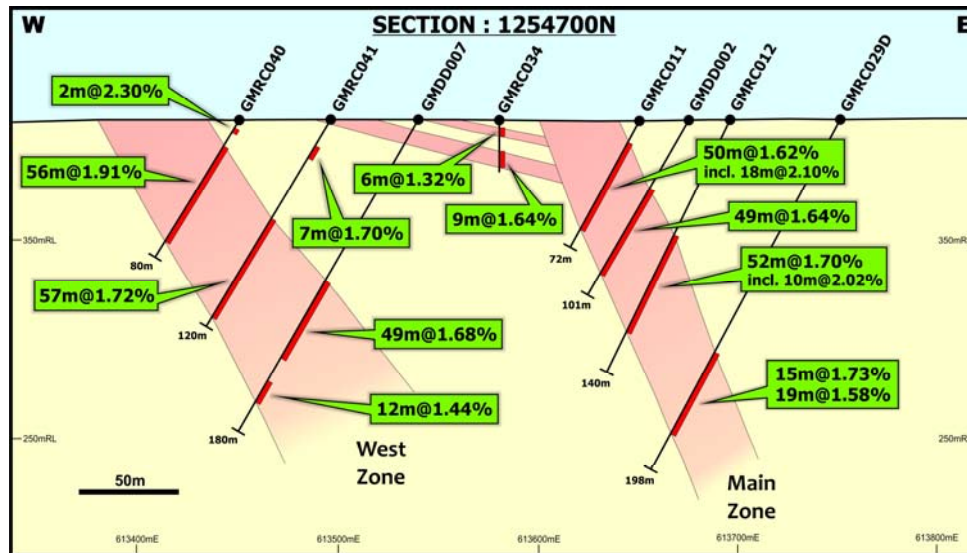 SECTION : 1254700N
W
E
GMRC040
GMRC041
GMDD007
GMRC034
GMRC011
GMDD002
GMRC012
GMRC029D
2m@2.30%
56m@1.91%
57m@1.72%
7m@1.70%
6m@1.32%
9m@1.64%
49m@1.68%
12m@1.44%
50m@1.62%
incl. 18m@2.10%
49m@1.64%
52m@1.70%
incl. 10m@2.02%
15m@1.73%
19m@1.58%
350mRL
350mRL
250mRL
250mRL
80m
120m
180m
72m
101m
140m
198m
West
Zone
Main
Zone
50m
613400mE
613500mE
613600mE
613700mE
613800mE